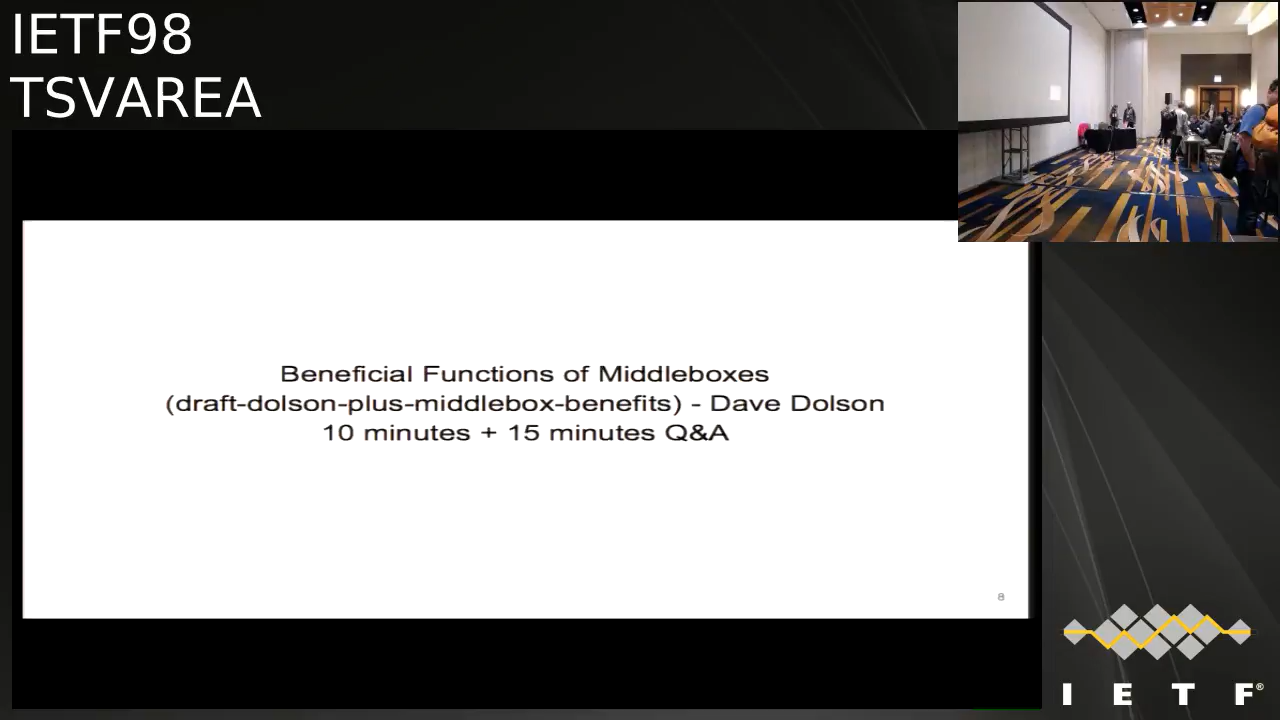 IETF98
TSVAREA
Beneficial Functions of Middleboxes
(draft-dolson-plus-middlebox-benefits) - Dave Dolson
10 minutes + 15 minutes Q&A
8
I E T F®